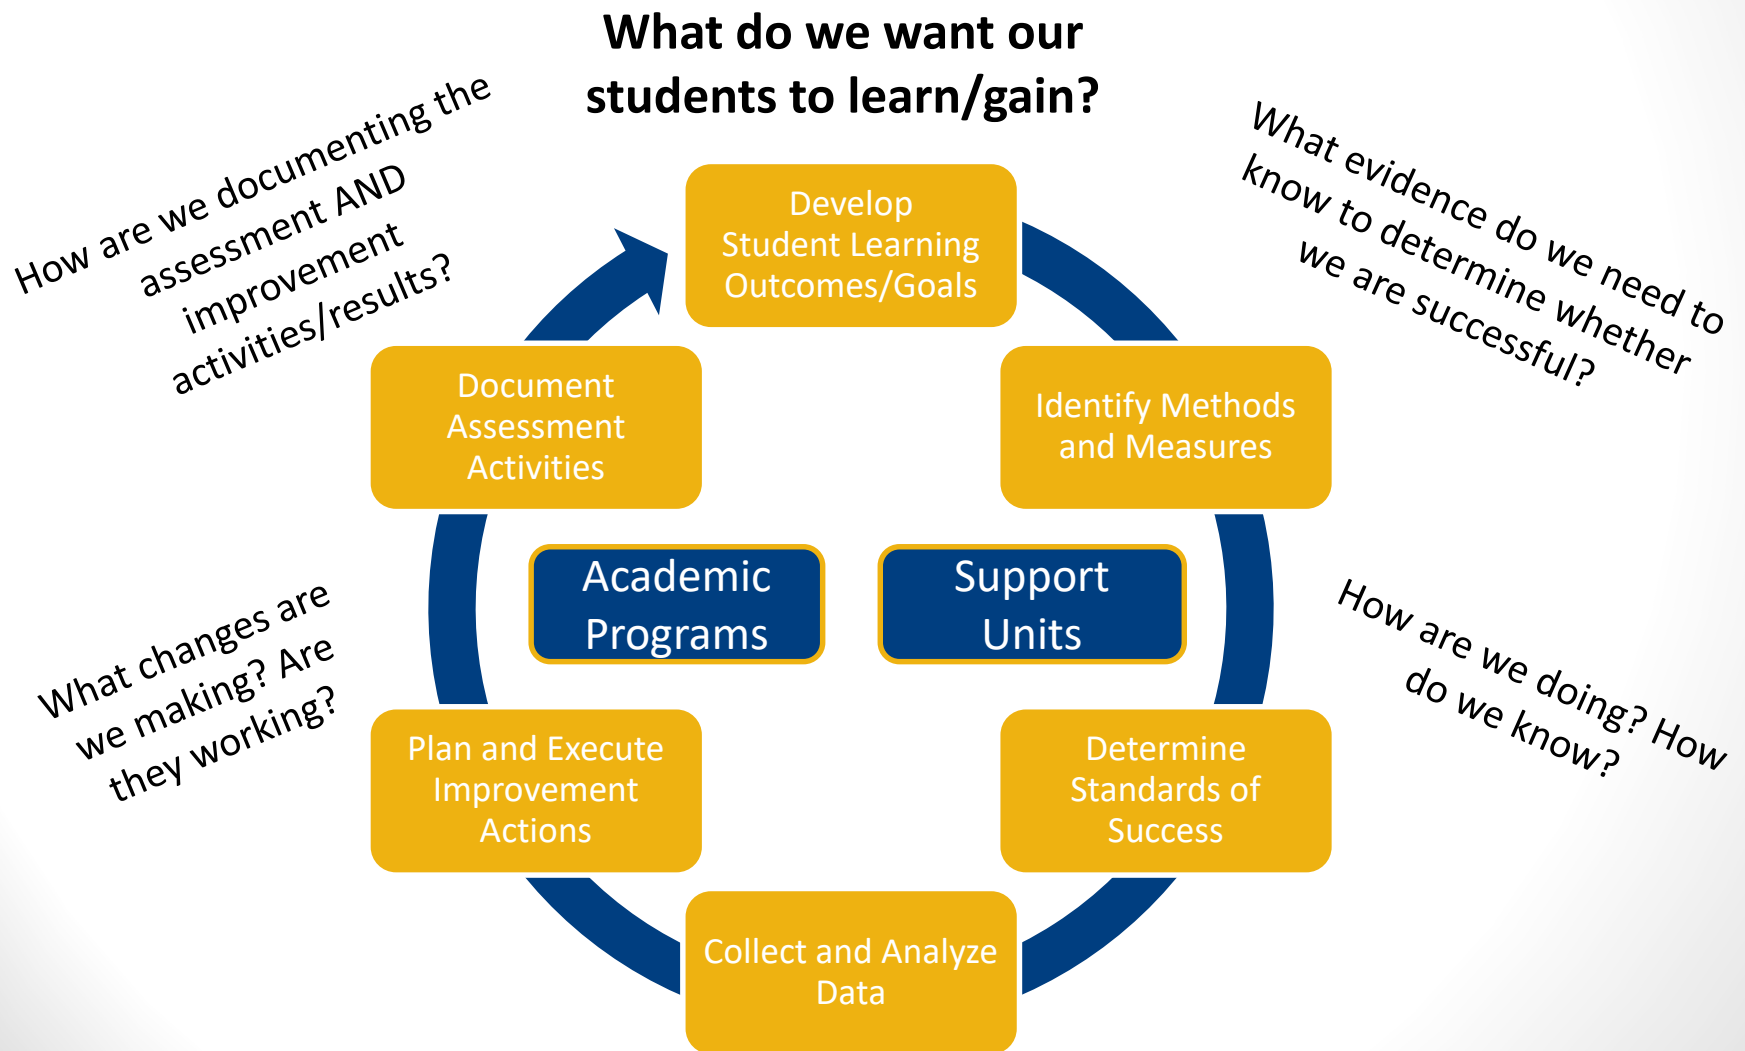 What do we want our
students to learn/gain?
How are we documenting the
assessment AND
improvement
activities/results?
What evidence do we need to
know to determine whether
we are successful?
Develop
Student Learning
Outcomes/Goals
Document
Assessment
Activities
Identify Methods
and Measures
Academic
Programs
Support
Units
What changes are
we making? Are
they working?
How are we doing? How
do we know?
Plan and Execute
Improvement
Actions
Determine
Standards of
Success
Collect and Analyze
Data